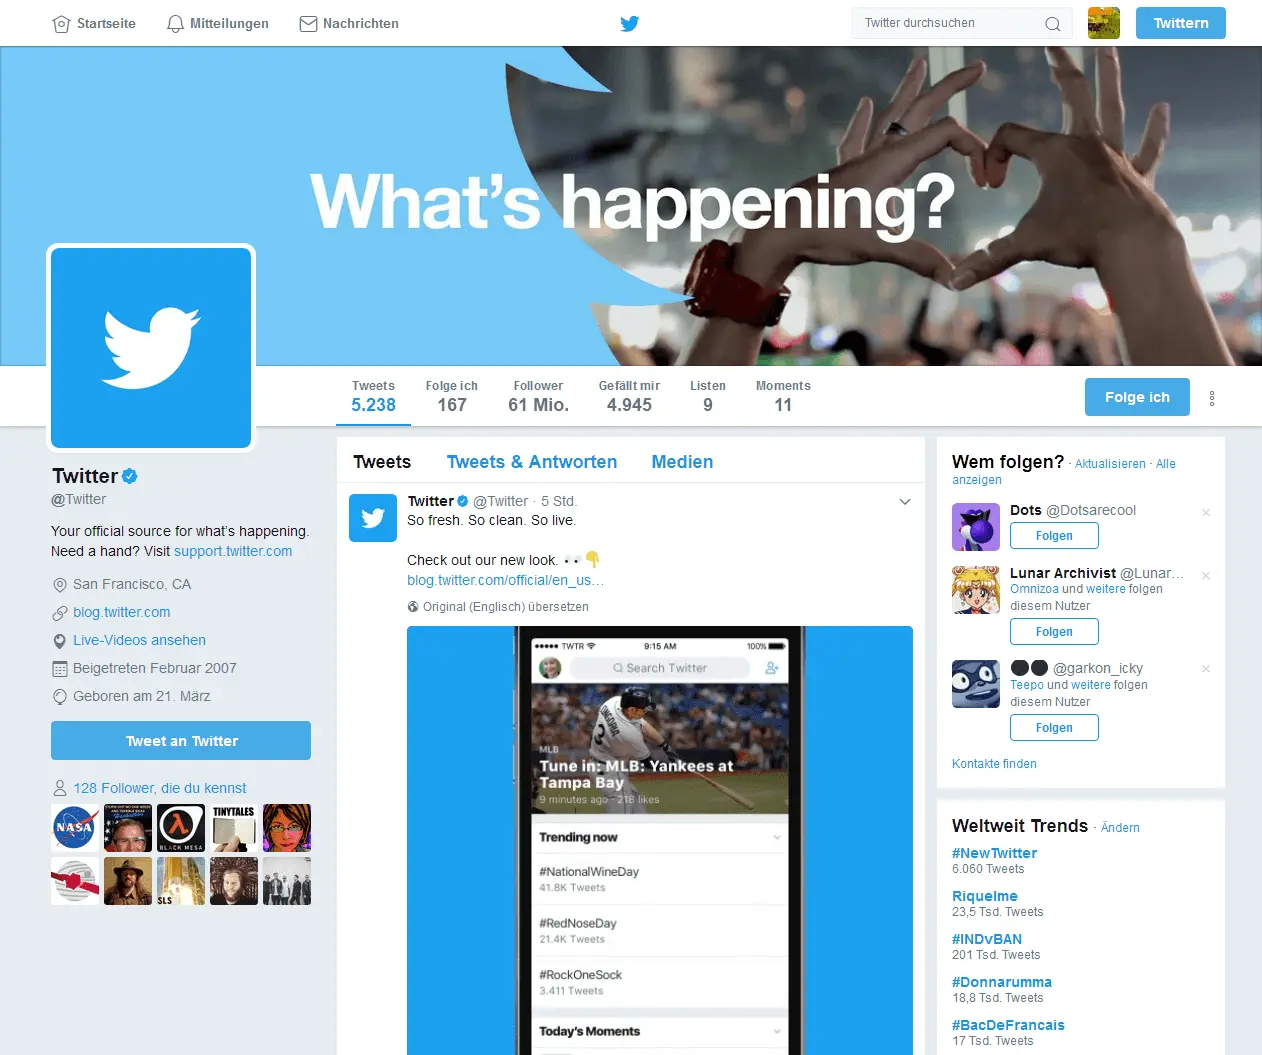 Startseite
Mitteilungen
Nachrichten
Twitter durchsuchen
Twittern
What's happening?
Tweets
5.238
Folge ich
167
Follower
61 Mio.
Gefällt mir
4.945
Listen
9
Moments
11
Folge ich
Twitter
@Twitter
Your official source for what's happening.
Need a hand? Visit support.twitter.com
San Francisco, CA
blog.twitter.com
Live-Videos ansehen
Beigetreten Februar 2007
Geboren am 21. März
Tweet an Twitter
128 Follower, die du kennst
NASA
BLACK MESA
TINYTALES
SLS
Tweets
Tweets & Antworten
Medien
Twitter @Twitter · 5 Std.
So fresh. So clean. So live.
Check out our new look. 👀👇
blog.twitter.com/official/en_us…
Original (Englisch) übersetzen
TWTR
9:15 AM
100%
Search Twitter
LONGORIA
3
MLB
Tune in: MLB: Yankees at
Tampa Bay
9 minutes ago · 218 likes
Trending now
#NationalWineDay
41.8K Tweets
#RedNoseDay
21.4K Tweets
#RockOneSock
3.411 Tweets
Today's Moments
Wem folgen? · Aktualisieren · Alle
anzeigen
Dots @Dotsarecool
Folgen
Lunar Archivist @Lunar…
Omnizoa und weitere folgen
diesem Nutzer
Folgen
@garkon_icky
Teepo und weitere folgen
diesem Nutzer
Folgen
Kontakte finden
Weltweit Trends · Ändern
#NewTwitter
6.060 Tweets
Riquelme
23,5 Tsd. Tweets
#INDvBAN
201 Tsd. Tweets
#Donnarumma
18,8 Tsd. Tweets
#BacDeFrancais
17 Tsd. Tweets